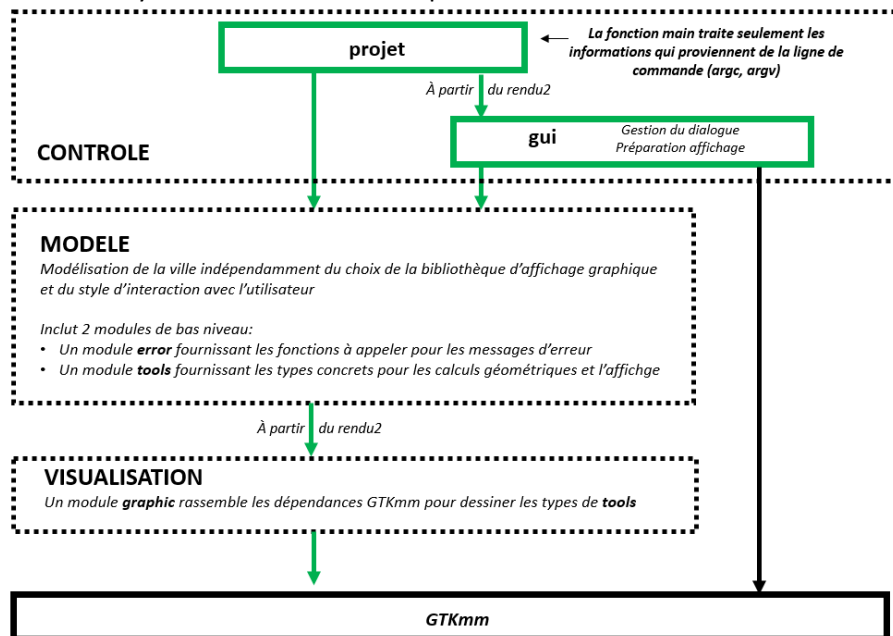 projet
La fonction main traite seulement les
informations qui proviennent de la ligne de
commande (argc, argv)
À partir du rendu2
gui
Gestion du dialogue
Préparation affichage
CONTROLE
MODELE
Modélisation de la ville indépendamment du choix de la bibliothèque d’affichage graphique
et du style d’interaction avec l’utilisateur
Inclut 2 modules de bas niveau:
• Un module error fournissant les fonctions à appeler pour les messages d’erreur
• Un module tools fournissant les types concrets pour les calculs géométriques et l’affichge
À partir du rendu2
VISUALISATION
Un module graphic rassemble les dépendances GTKmm pour dessiner les types de tools
GTKmm